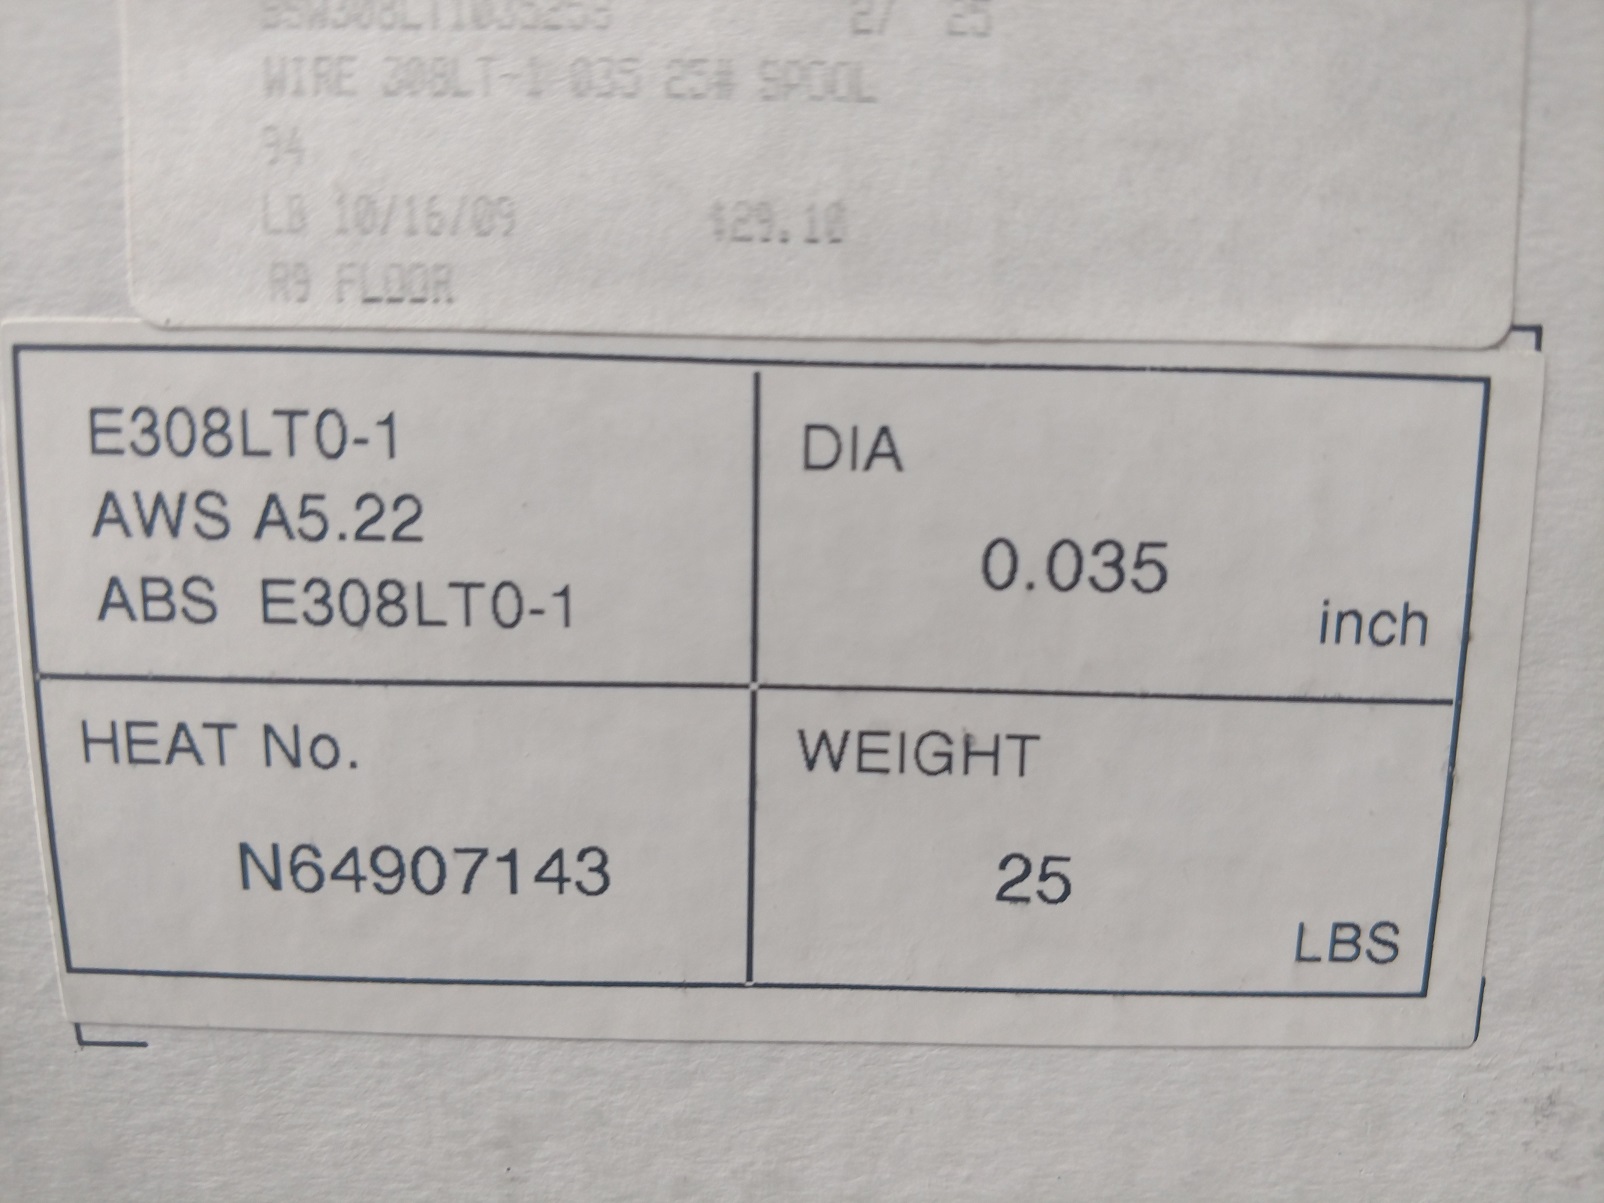 WIRE 308LT-1 035 25# SPOOL
34
LB 10/16/09 $29.10
R9 FLOOR
E308LT0-1
AWS A5.22
ABS E308LT0-1
DIA
0.035
inch
HEAT No.
N64907143
WEIGHT
25
LBS